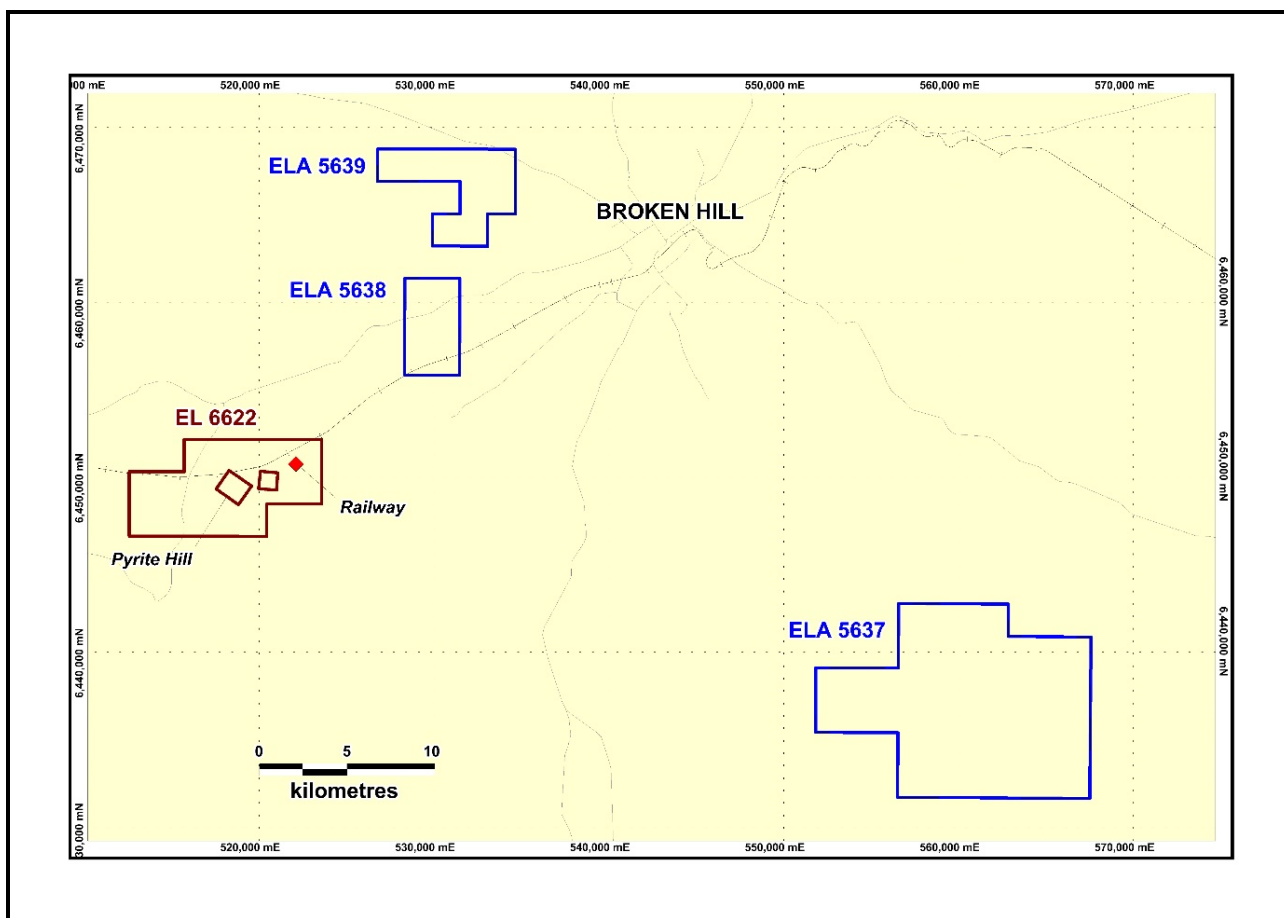 00 mE
520,000 mE
530,000 mE
540,000 mE
550,000 mE
560,000 mE
570,000 mE
6,470,000 mN
ELA 5639
BROKEN HILL
6,460,000 mN
6,460,000 mN
ELA 5638
EL 6622
6,450,000 mN
6,450,000 mN
Railway
Pyrite Hill
6,440,000 mN
6,440,000 mN
ELA 5637
0 5 10
kilometres
30,000 mN
520,000 mE
530,000 mE
540,000 mE
550,000 mE
560,000 mE
570,000 mE